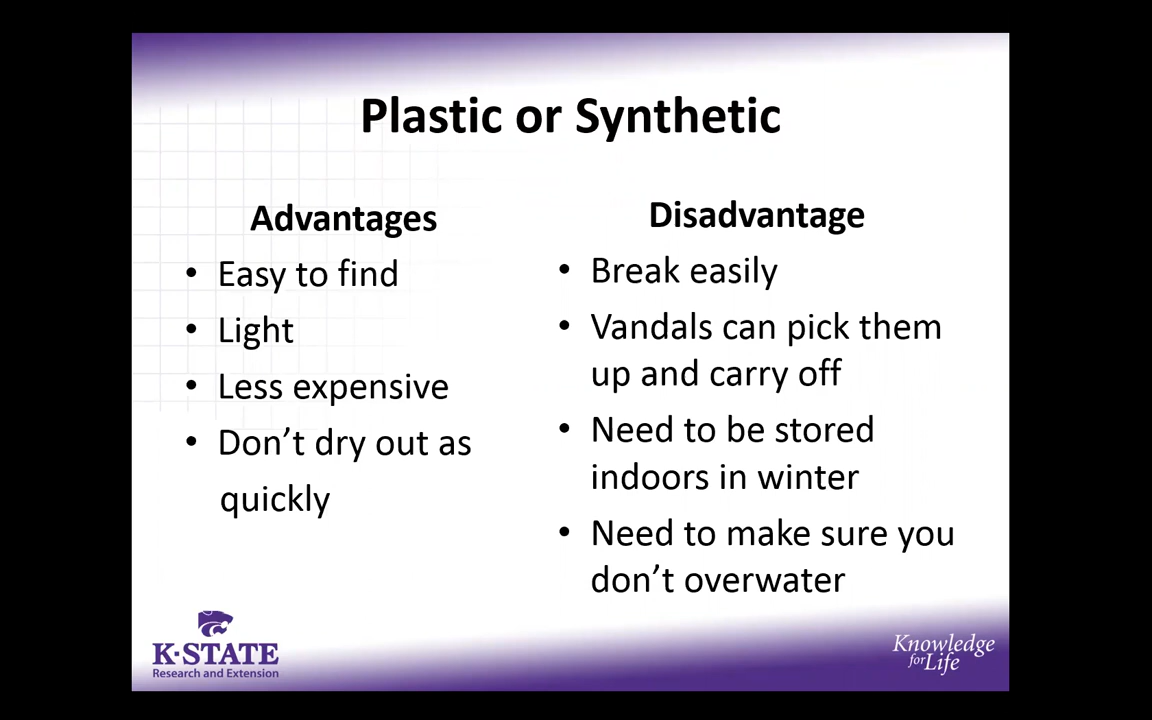 Plastic or Synthetic
Advantages
• Easy to find
• Light
• Less expensive
• Don’t dry out as
quickly
Disadvantage
• Break easily
• Vandals can pick them
up and carry off
• Need to be stored
indoors in winter
• Need to make sure you
don’t overwater
K-STATE
Research and Extension
Knowledge
for Life